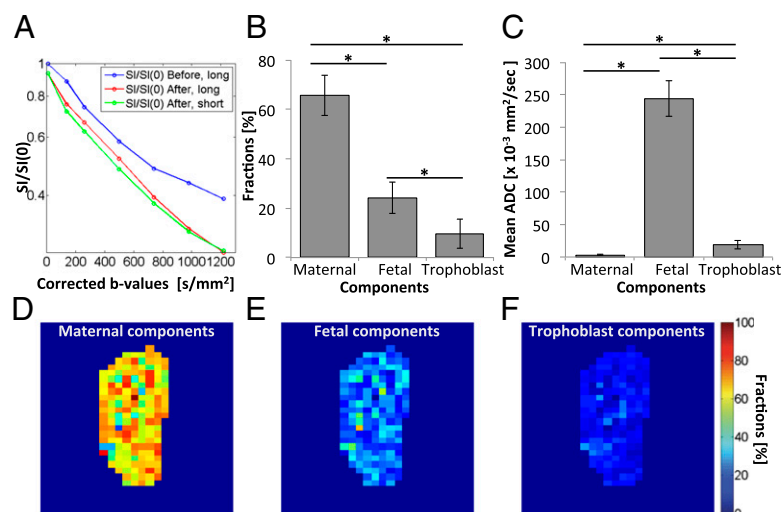 A
1
0.8
0.6
0.4
SI/SI(0)
SI/SI(0) Before, long
SI/SI(0) After, long
SI/SI(0) After, short
0 200 400 600 800 1000 1200
Corrected b-values [s/mm²]
B
80
60
40
20
0
Fractions [%]
*
*
*
Maternal Fetal Trophoblast
Components
C
300
250
200
150
100
50
0
Mean ADC [x 10⁻³ mm²/sec]
*
*
*
Maternal Fetal Trophoblast
Components
D
Maternal components
E
Fetal components
F
Trophoblast components
100
80
60
40
20
0
Fractions [%]